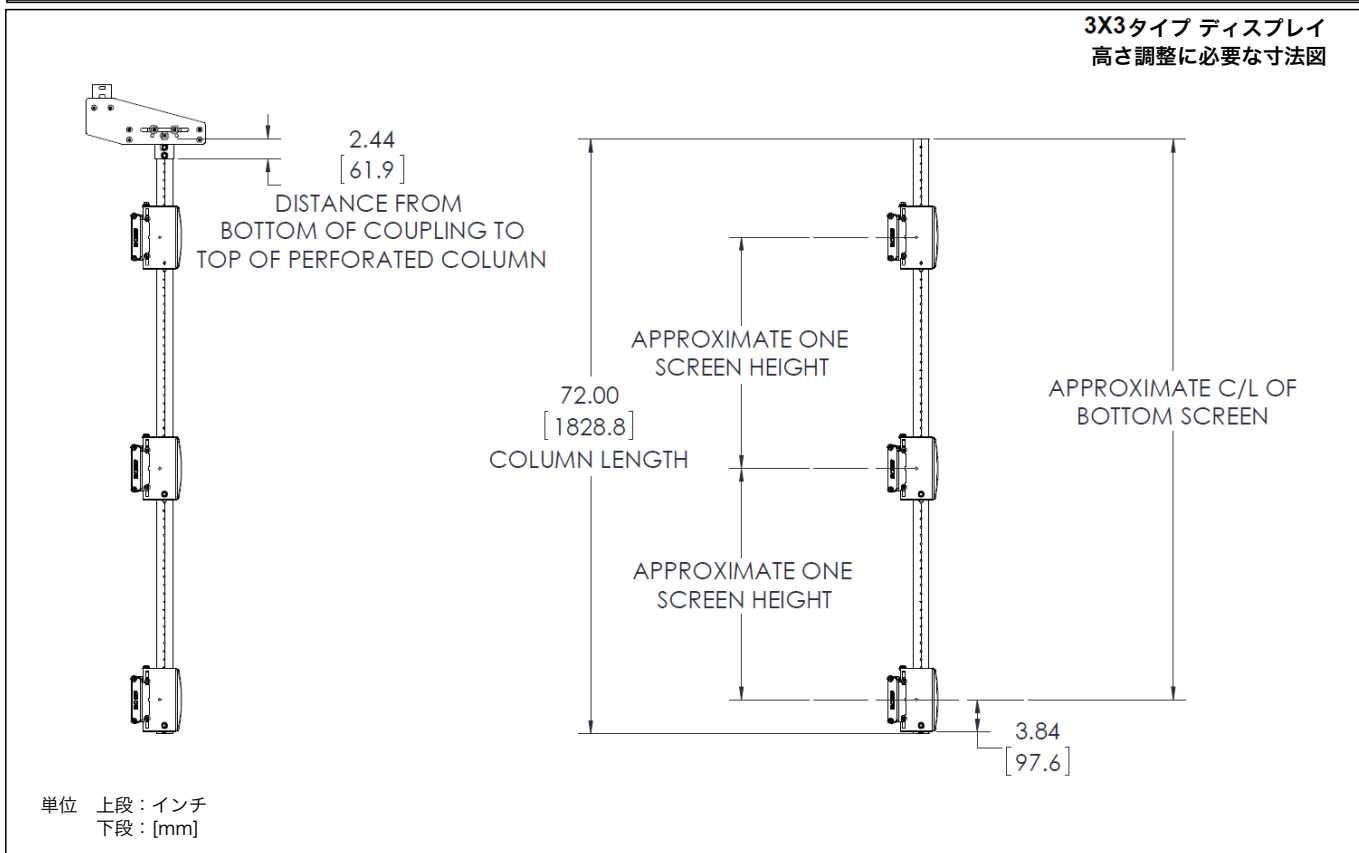 3X3タイプ ディスプレイ
高さ調整に必要な寸法図
2.44
[61.9]
DISTANCE FROM
BOTTOM OF COUPLING TO
TOP OF PERFORATED COLUMN
APPROXIMATE ONE
SCREEN HEIGHT
72.00
[1828.8]
COLUMN LENGTH
APPROXIMATE C/L OF
BOTTOM SCREEN
APPROXIMATE ONE
SCREEN HEIGHT
3.84
[97.6]
単位 上段：インチ
下段：[mm]